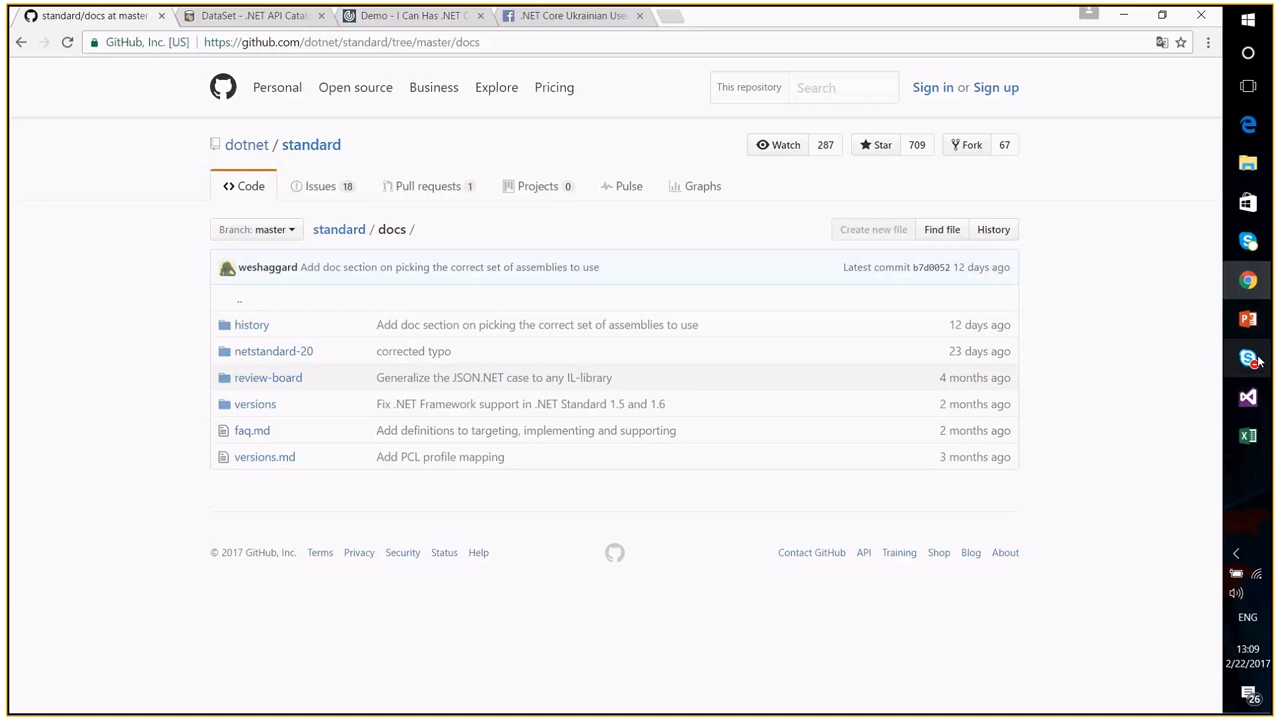 standard/docs at master
DataSet - .NET API Catal
Demo - I Can Has .NET C
.NET Core Ukrainian Use
GitHub, Inc. [US]
https://github.com/dotnet/standard/tree/master/docs
Personal Open source Business Explore Pricing
This repository Search
Sign in or Sign up
dotnet / standard
Watch 287 Star 709 Fork 67
Code Issues 18 Pull requests 1 Projects 0 Pulse Graphs
Branch: master standard / docs /
Create new file Find file History
weshaggard Add doc section on picking the correct set of assemblies to use Latest commit b7d0052 12 days ago
..
history Add doc section on picking the correct set of assemblies to use 12 days ago
netstandard-20 corrected typo 23 days ago
review-board Generalize the JSON.NET case to any IL-library 4 months ago
versions Fix .NET Framework support in .NET Standard 1.5 and 1.6 2 months ago
faq.md Add definitions to targeting, implementing and supporting 2 months ago
versions.md Add PCL profile mapping 3 months ago
© 2017 GitHub, Inc. Terms Privacy Security Status Help
Contact GitHub API Training Shop Blog About
ENG
13:09
2/22/2017
26